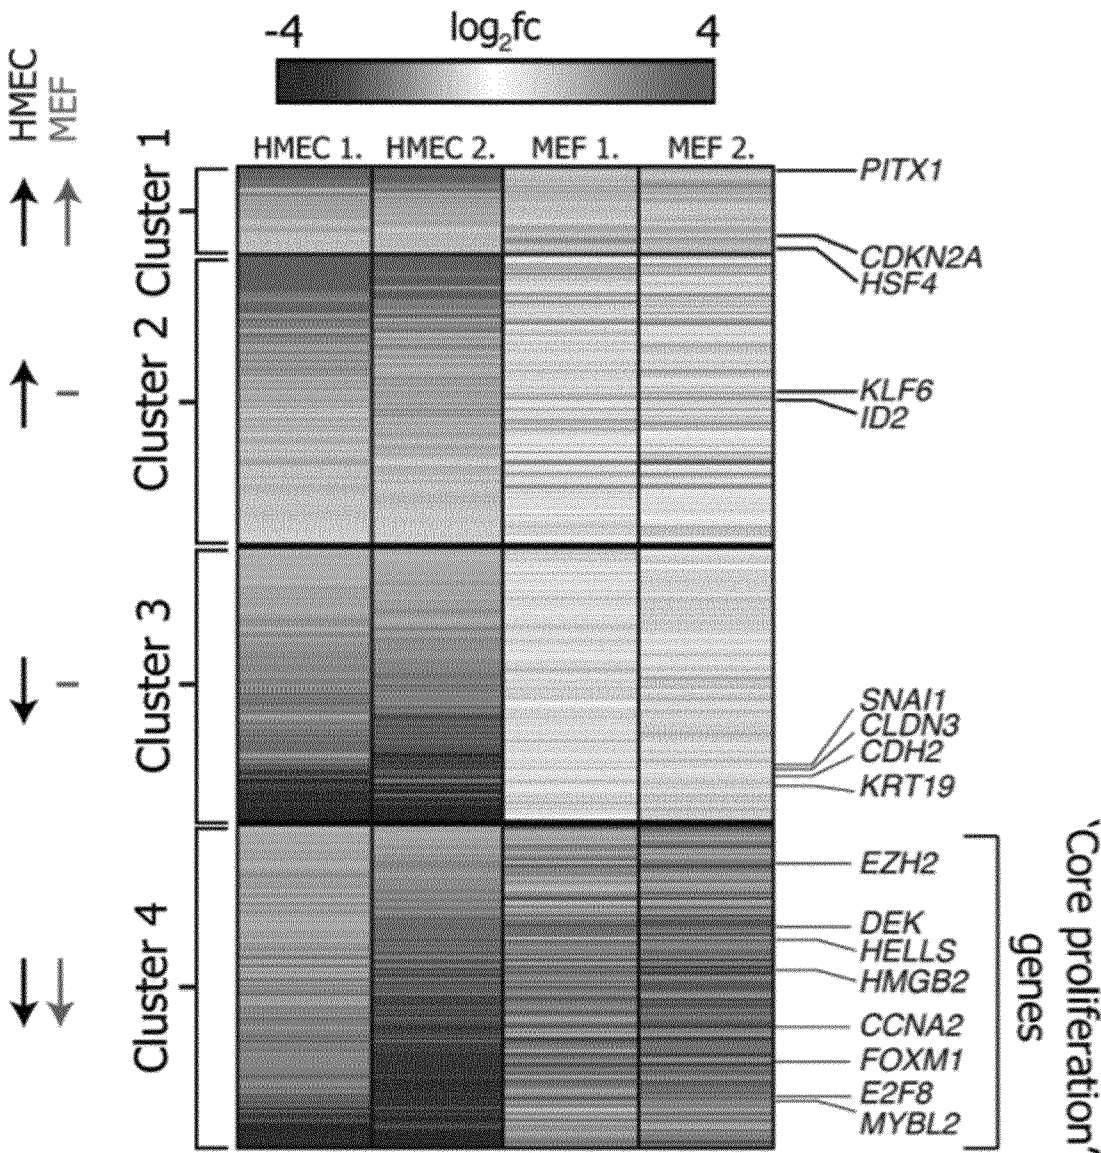 -4 log2fc 4
HMEC
MEF
HMEC 1. HMEC 2. MEF 1. MEF 2.
Cluster 1
PITX1
CDKN2A
HSF4
Cluster 2
KLF6
ID2
Cluster 3
SNAI1
CLDN3
CDH2
KRT19
Cluster 4
EZH2
DEK
HELLS
HMGB2
CCNA2
FOXM1
E2F8
MYBL2
'Core proliferation'
genes